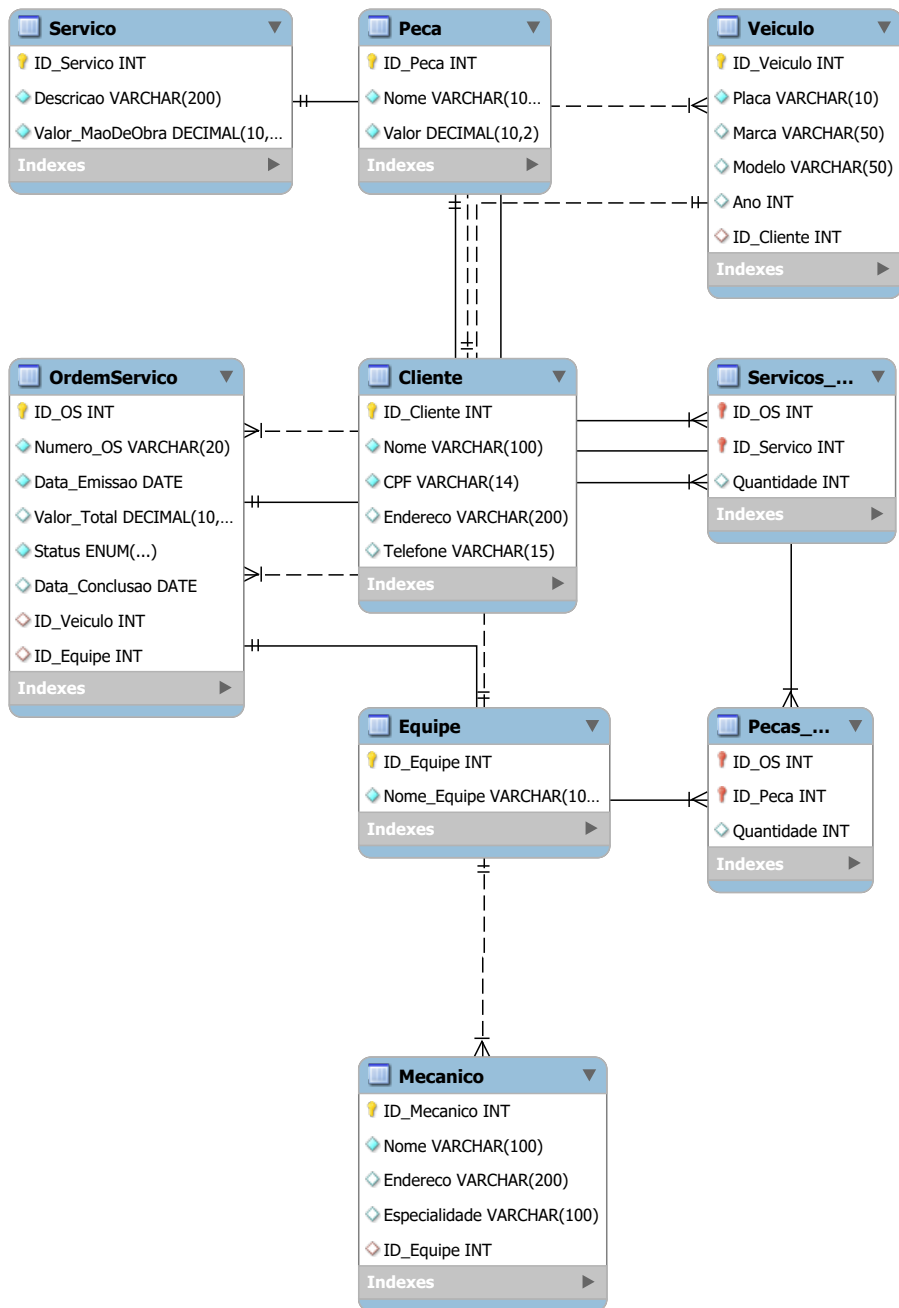 Servico
ID_Servico INT
Descricao VARCHAR(200)
Valor_MaoDeObra DECIMAL(10,...
Indexes
Peca
ID_Peca INT
Nome VARCHAR(10...
Valor DECIMAL(10,2)
Indexes
Veiculo
ID_Veiculo INT
Placa VARCHAR(10)
Marca VARCHAR(50)
Modelo VARCHAR(50)
Ano INT
ID_Cliente INT
Indexes
OrdemServico
ID_OS INT
Numero_OS VARCHAR(20)
Data_Emissao DATE
Valor_Total DECIMAL(10,...
Status ENUM(...)
Data_Conclusao DATE
ID_Veiculo INT
ID_Equipe INT
Indexes
Cliente
ID_Cliente INT
Nome VARCHAR(100)
CPF VARCHAR(14)
Endereco VARCHAR(200)
Telefone VARCHAR(15)
Indexes
Servicos_...
ID_OS INT
ID_Servico INT
Quantidade INT
Indexes
Equipe
ID_Equipe INT
Nome_Equipe VARCHAR(10...
Indexes
Pecas_...
ID_OS INT
ID_Peca INT
Quantidade INT
Indexes
Mecanico
ID_Mecanico INT
Nome VARCHAR(100)
Endereco VARCHAR(200)
Especialidade VARCHAR(100)
ID_Equipe INT
Indexes